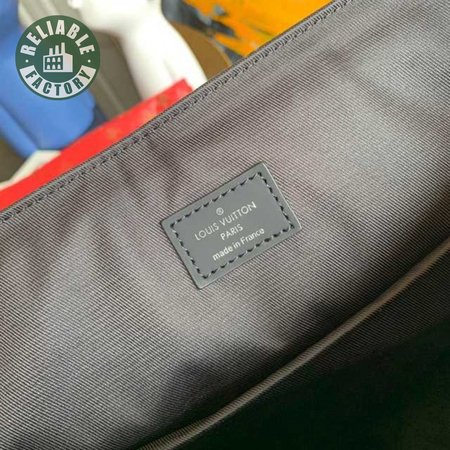 RELIABLE
FACTORY
®
LOUIS VUITTON
PARIS
made in France